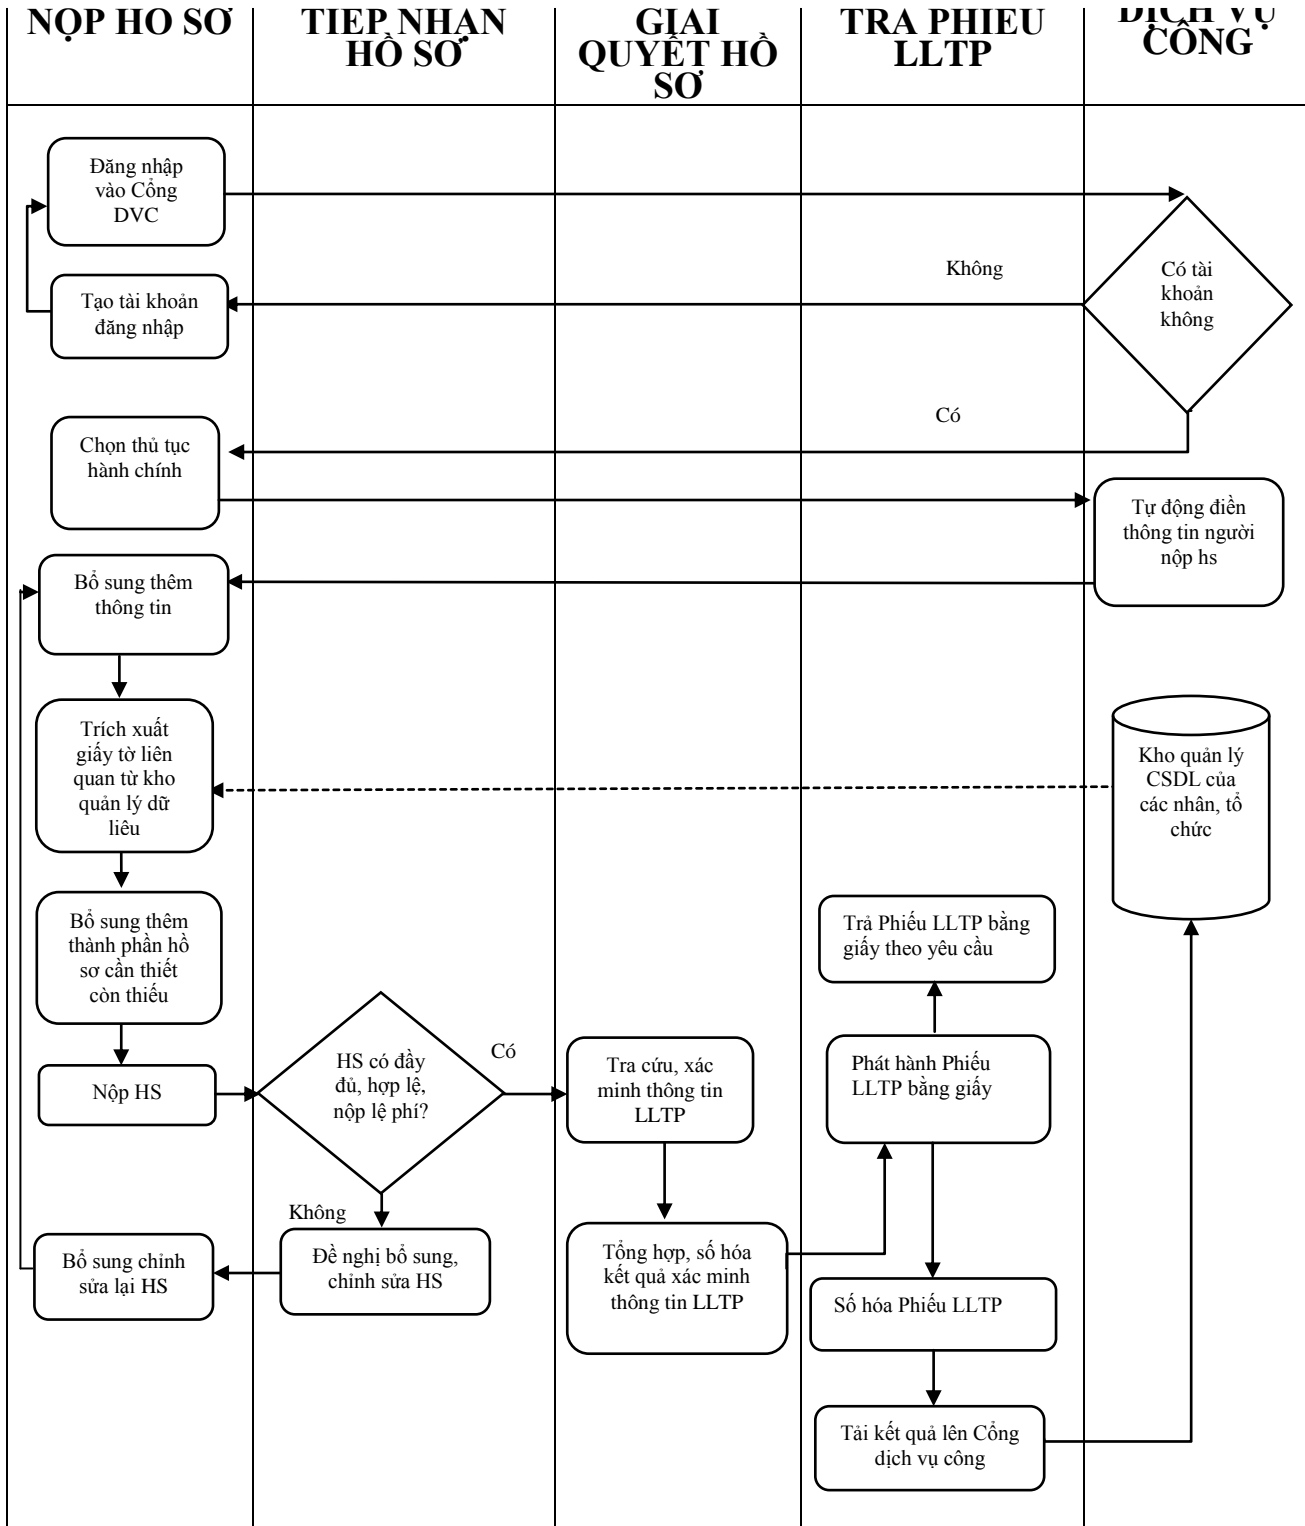 NỘP HỒ SƠ
TIẾP NHẬN
HỒ SƠ
GIẢI
QUYẾT HỒ
SƠ
TRẢ PHIẾU
LLTP
DỊCH VỤ
CÔNG
Đăng nhập
vào Cổng
DVC
Không
Có tài
khoản
không
Tạo tài khoản
đăng nhập
Có
Chọn thủ tục
hành chính
Tự động điền
thông tin người
nộp hs
Bổ sung thêm
thông tin
Trích xuất
giấy tờ liên
quan từ kho
quản lý dữ
liêu
Kho quản lý
CSDL của
các nhân, tổ
chức
Bổ sung thêm
thành phần hồ
sơ cần thiết
còn thiếu
Trả Phiếu LLTP bằng
giấy theo yêu cầu
Nộp HS
HS có đầy
đủ, hợp lệ,
nộp lệ phí?
Có
Tra cứu, xác
minh thông tin
LLTP
Phát hành Phiếu
LLTP bằng giấy
Không
Bổ sung chỉnh
sửa lại HS
Đề nghị bổ sung,
chỉnh sửa HS
Tổng hợp, số hóa
kết quả xác minh
thông tin LLTP
Số hóa Phiếu LLTP
Tải kết quả lên Cổng
dịch vụ công